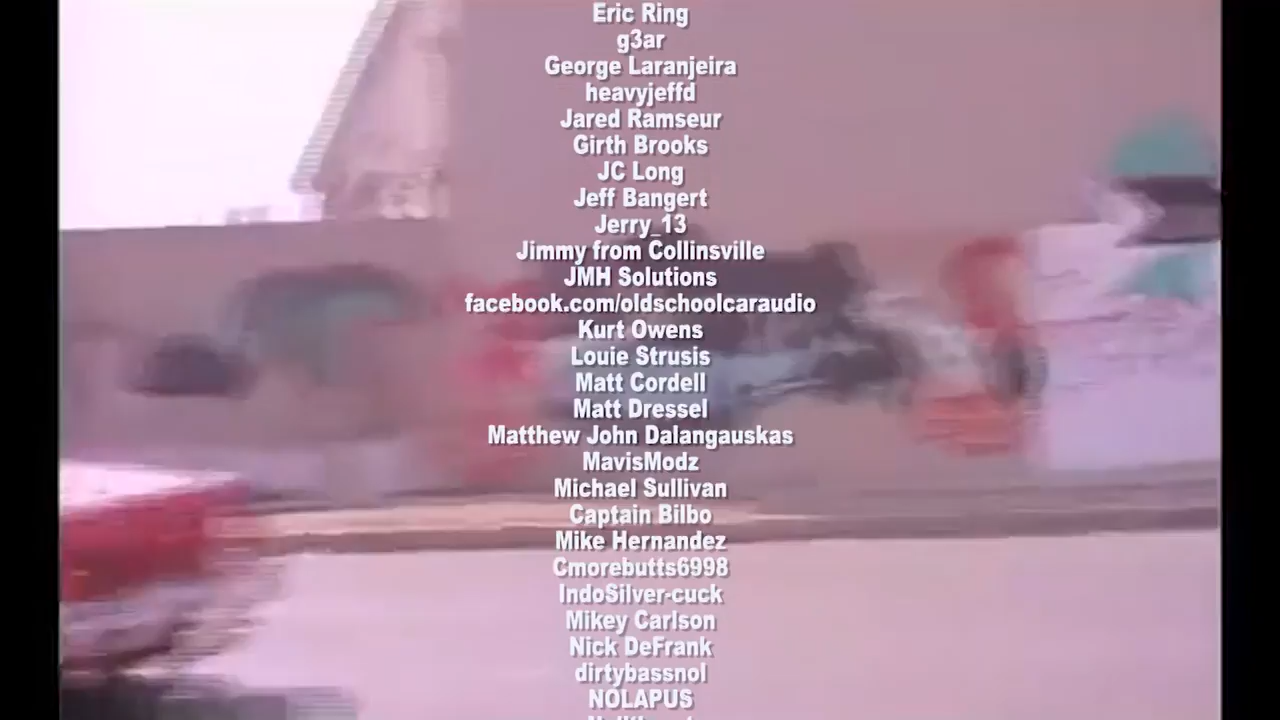 Eric Ring
g3ar
George Laranjeira
heavyjeffd
Jared Ramseur
Girth Brooks
JC Long
Jeff Bangert
Jerry_13
Jimmy from Collinsville
JMH Solutions
facebook.com/oldschoolcaraudio
Kurt Owens
Louie Strusis
Matt Cordell
Matt Dressel
Matthew John Dalangauskas
MavisModz
Michael Sullivan
Captain Bilbo
Mike Hernandez
Cmorebutts6998
IndoSilver-cuck
Mikey Carlson
Nick DeFrank
dirtybassnol
NOLAPUS